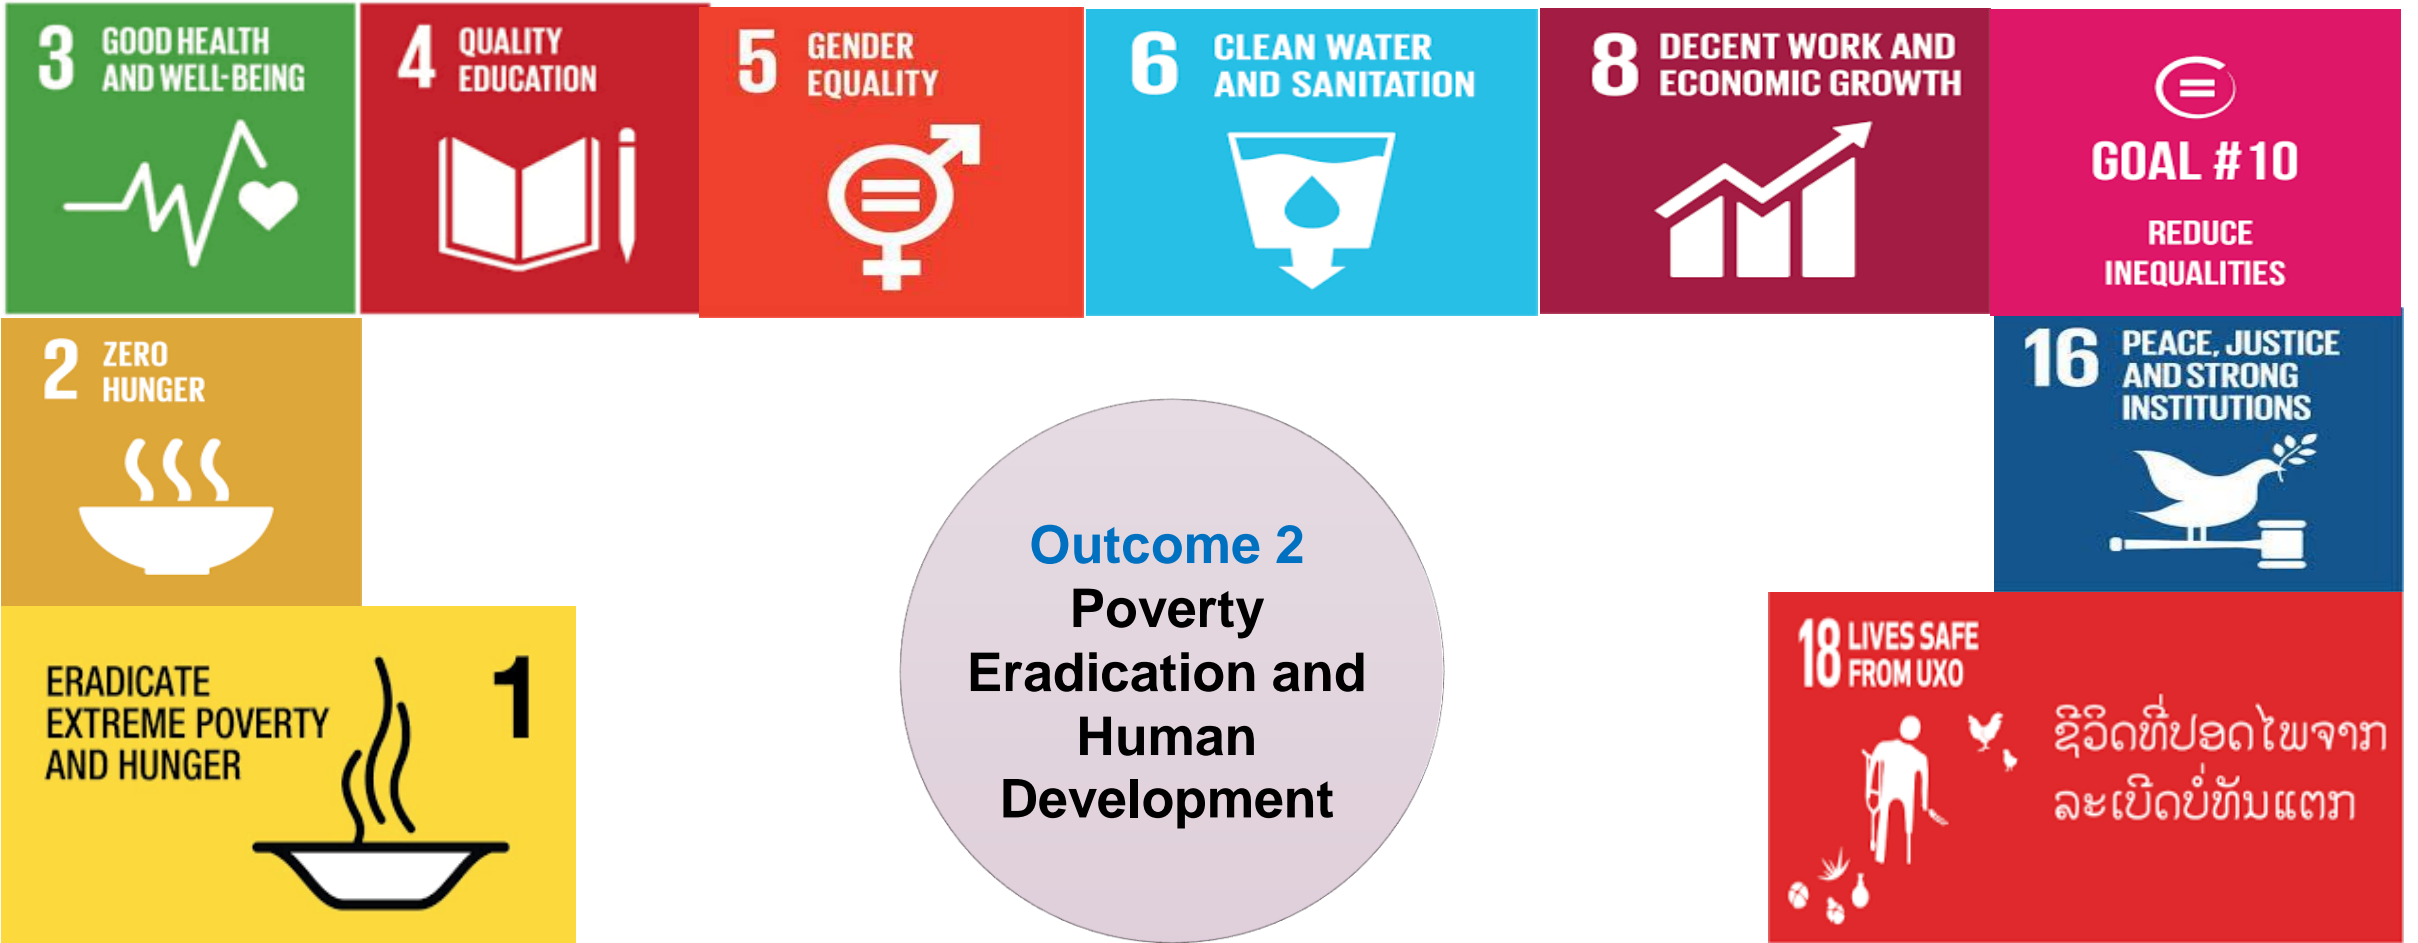 3 GOOD HEALTH
AND WELL-BEING
4 QUALITY
EDUCATION
5 GENDER
EQUALITY
6 CLEAN WATER
AND SANITATION
8 DECENT WORK AND
ECONOMIC GROWTH
GOAL #10
REDUCE
INEQUALITIES
2 ZERO
HUNGER
16 PEACE, JUSTICE
AND STRONG
INSTITUTIONS
Outcome 2
Poverty
Eradication and
Human
Development
ERADICATE
EXTREME POVERTY
AND HUNGER
1
18 LIVES SAFE
FROM UXO
ຊີວິດທີ່ປອດໄພຈາກ
ລະເບີດບໍ່ທັນແຕກ